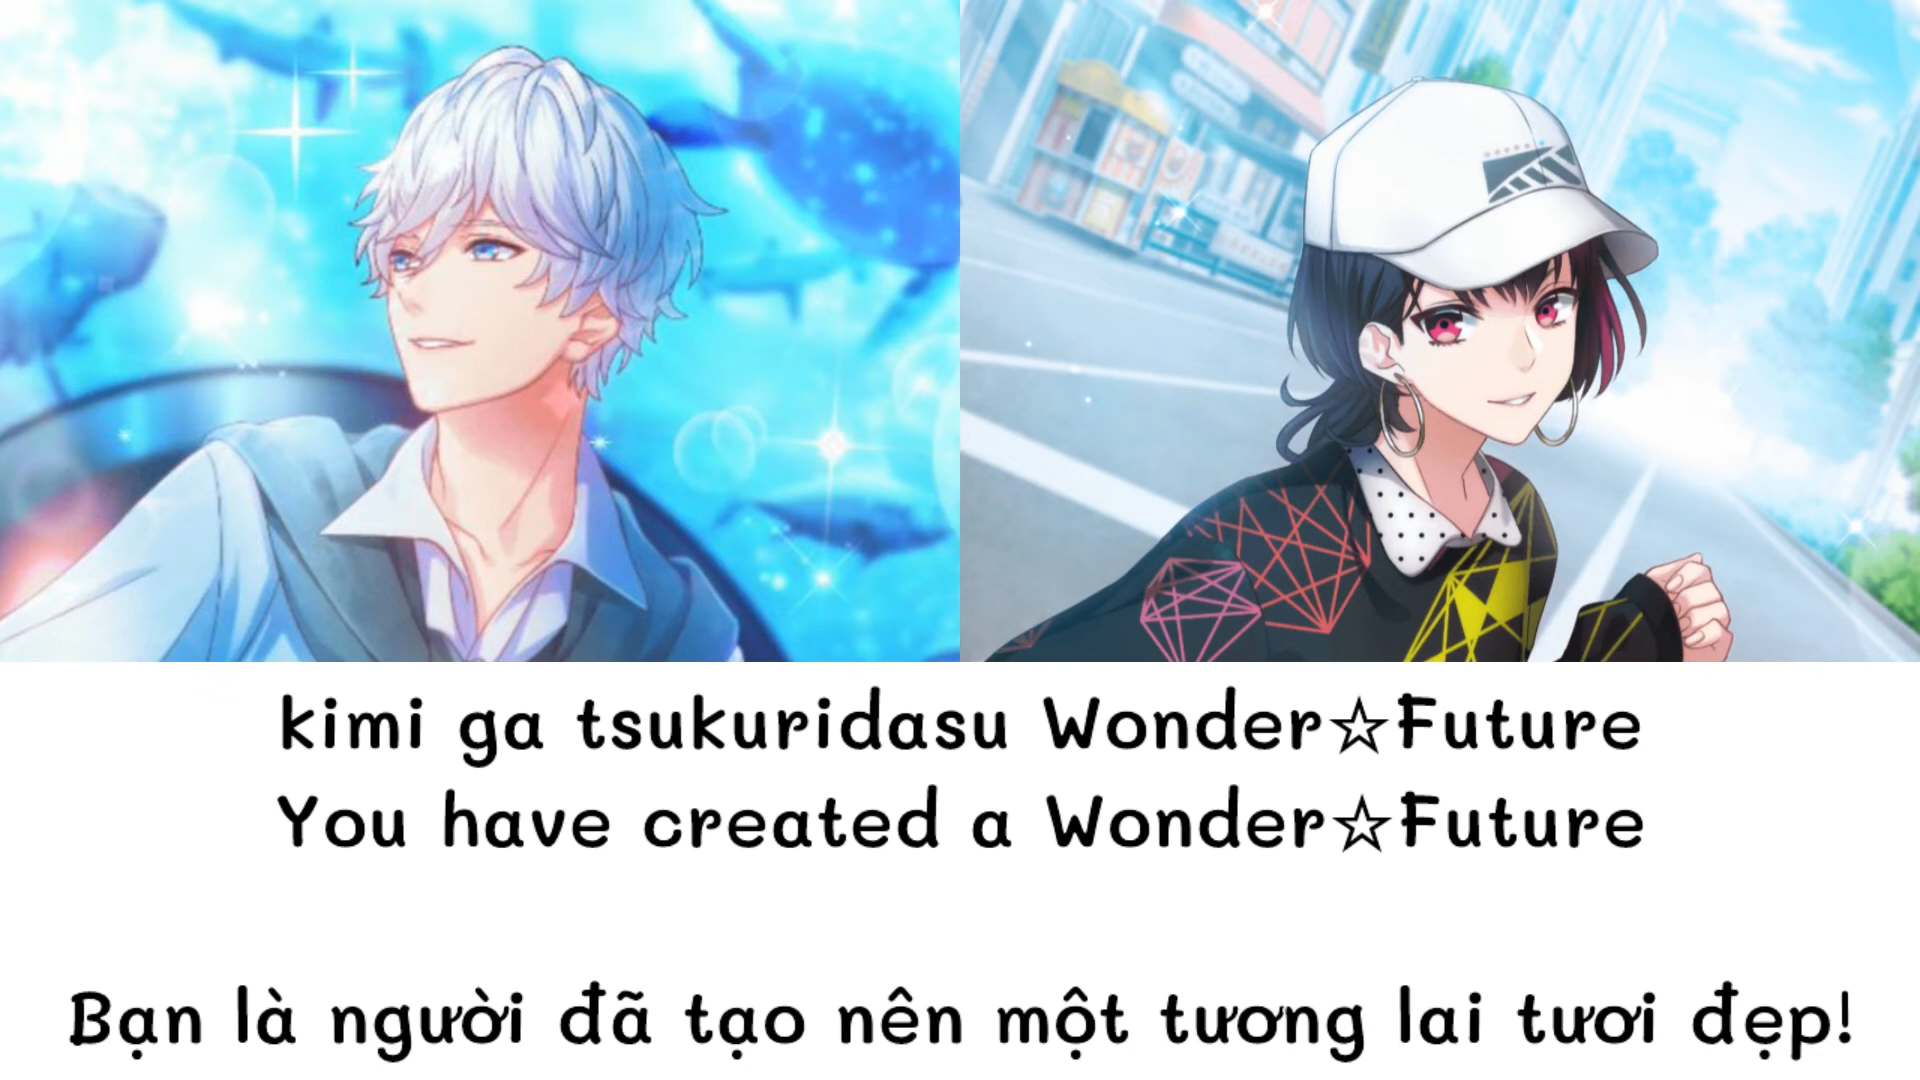 kimi ga tsukuridasu Wonder☆Future
You have created a Wonder☆Future
Bạn là người đã tạo nên một tương lai tươi đẹp!